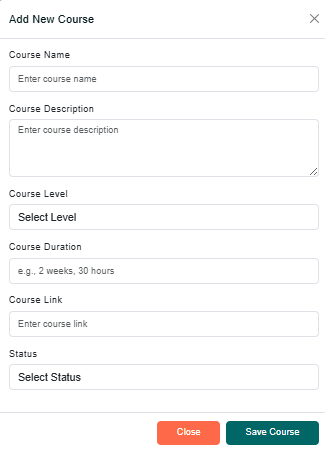 Add New Course
Course Name
Enter course name
Course Description
Enter course description
Course Level
Select Level
Course Duration
e.g., 2 weeks, 30 hours
Course Link
Enter course link
Status
Select Status
Close Save Course